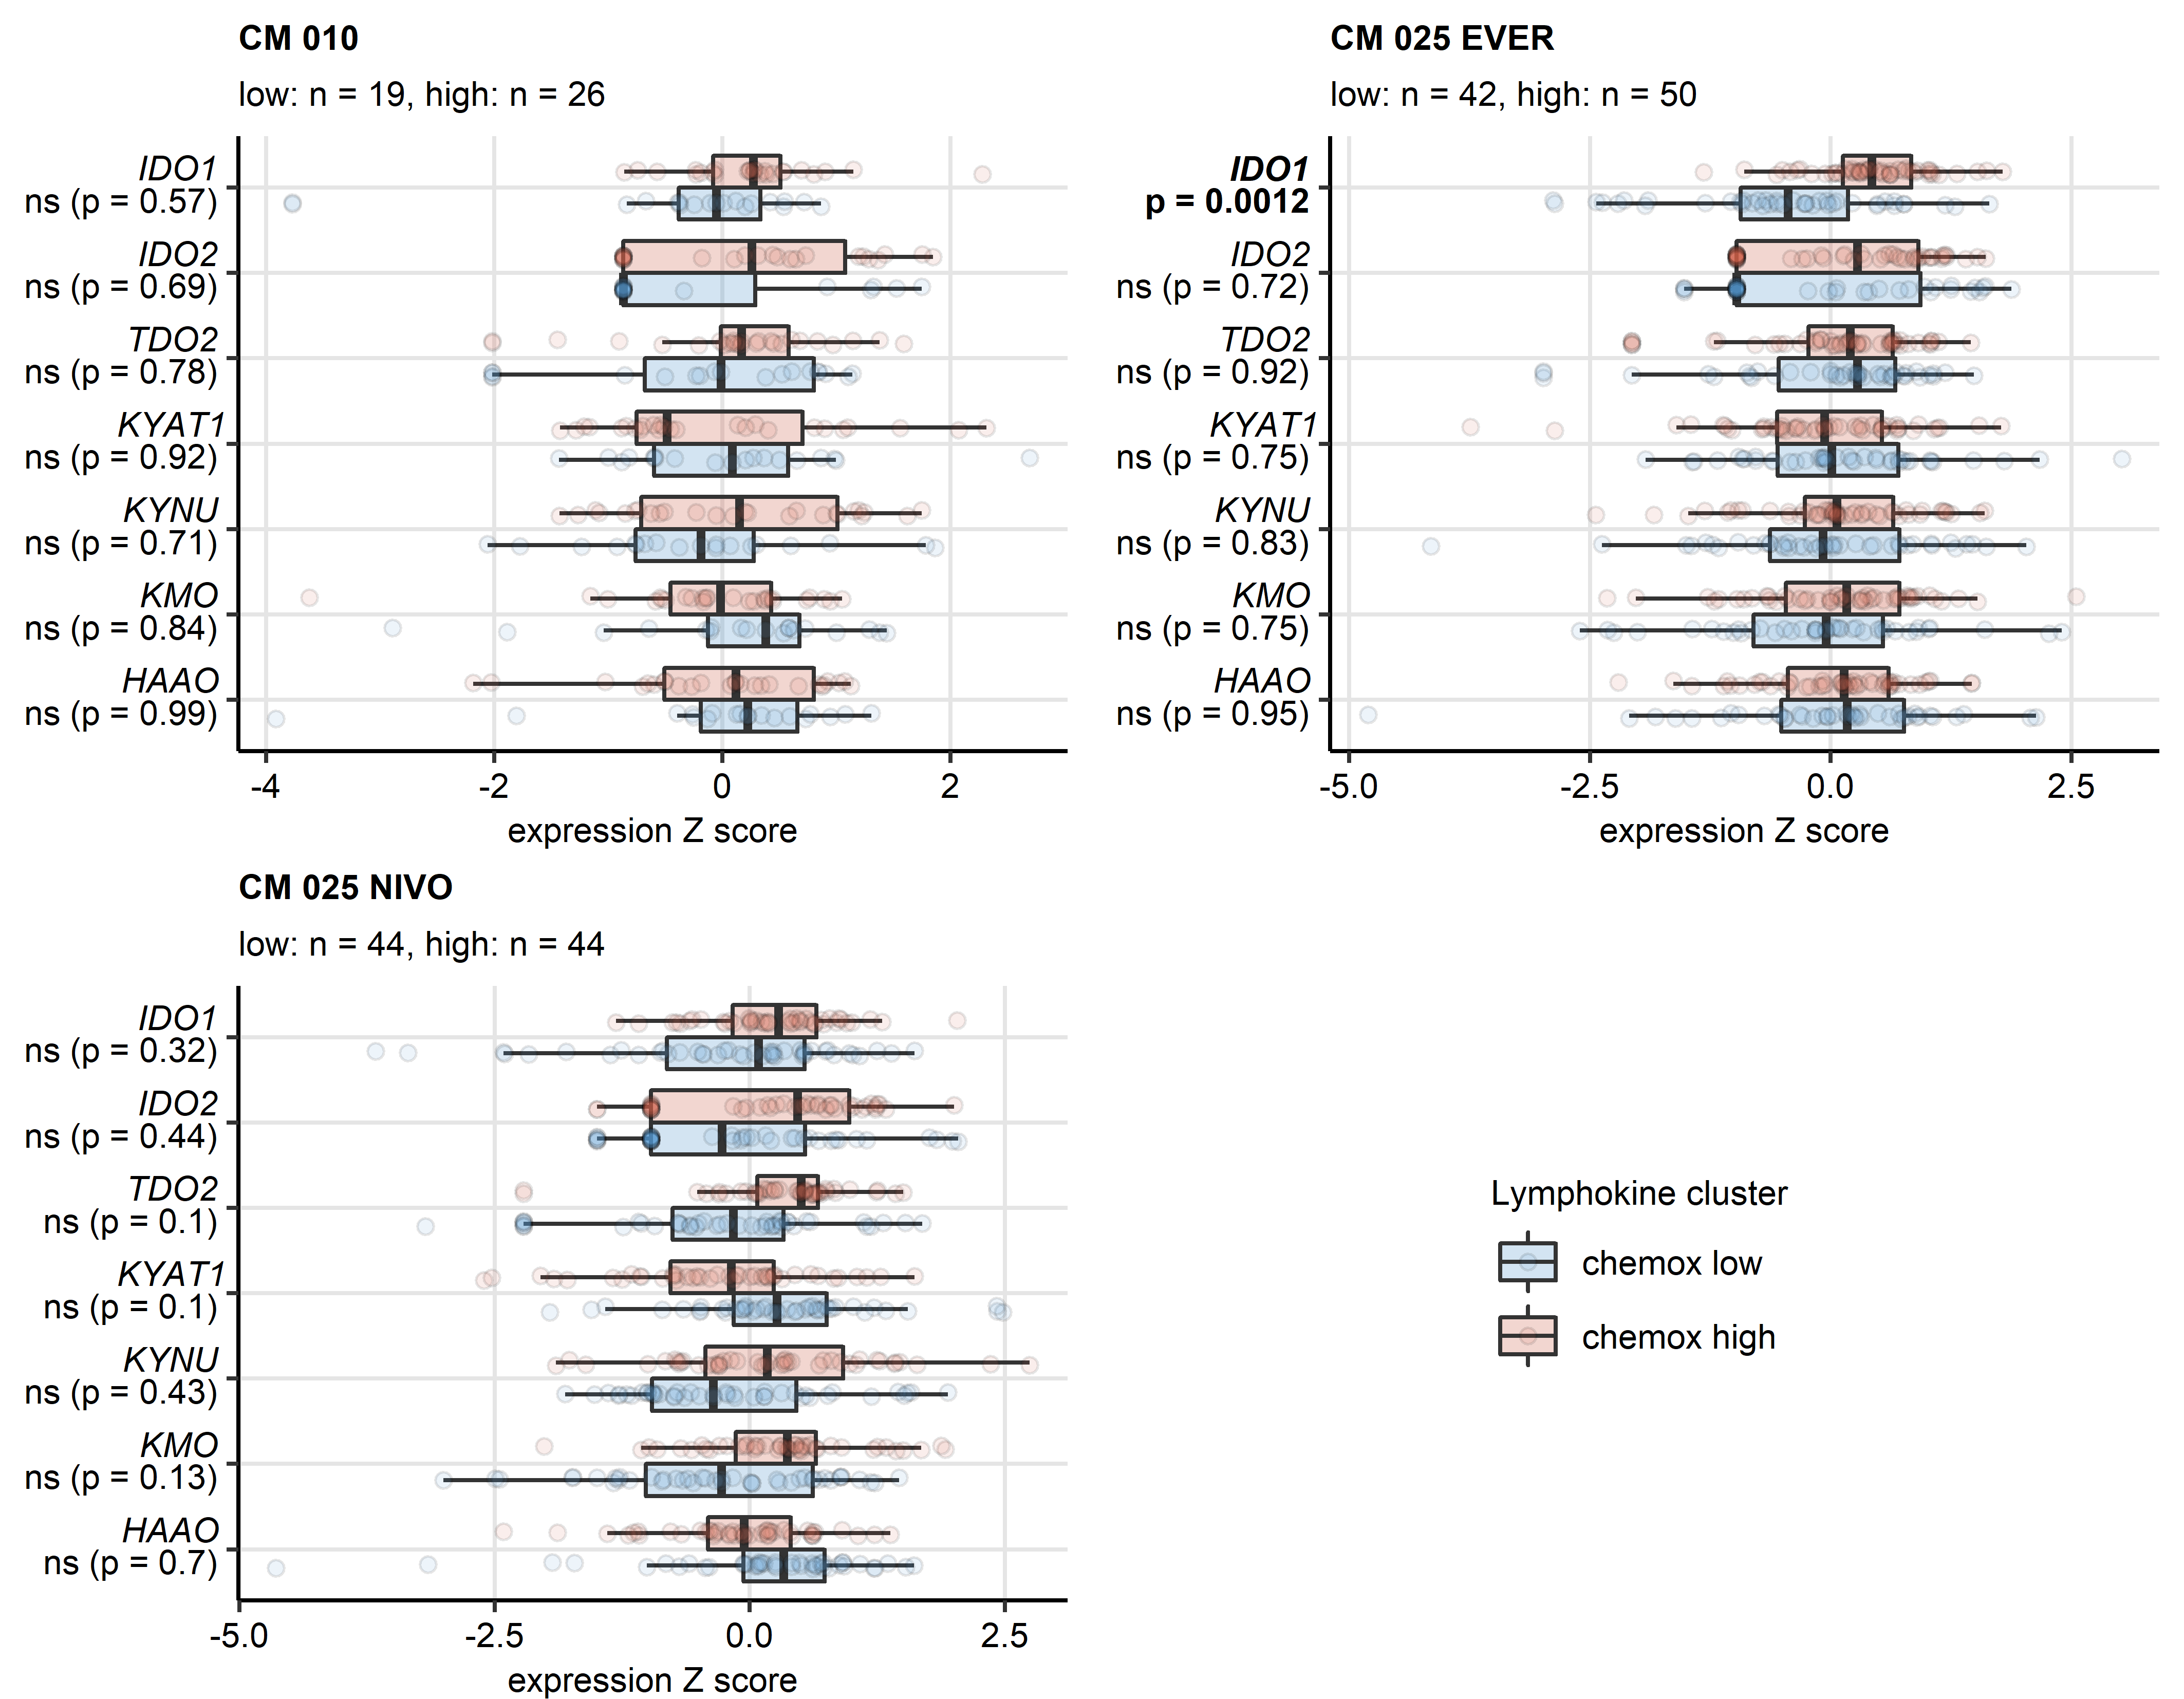 CM 010
low: n = 19, high: n = 26
IDO1
ns (p = 0.57)
IDO2
ns (p = 0.69)
TDO2
ns (p = 0.78)
KYAT1
ns (p = 0.92)
KYNU
ns (p = 0.71)
KMO
ns (p = 0.84)
HAAO
ns (p = 0.99)
-4
-2
0
2
expression Z score
CM 025 EVER
low: n = 42, high: n = 50
IDO1
p = 0.0012
IDO2
ns (p = 0.72)
TDO2
ns (p = 0.92)
KYAT1
ns (p = 0.75)
KYNU
ns (p = 0.83)
KMO
ns (p = 0.75)
HAAO
ns (p = 0.95)
-5.0
-2.5
0.0
2.5
expression Z score
CM 025 NIVO
low: n = 44, high: n = 44
IDO1
ns (p = 0.32)
IDO2
ns (p = 0.44)
TDO2
ns (p = 0.1)
KYAT1
ns (p = 0.1)
KYNU
ns (p = 0.43)
KMO
ns (p = 0.13)
HAAO
ns (p = 0.7)
-5.0
-2.5
0.0
2.5
expression Z score
Lymphokine cluster
chemox low
chemox high